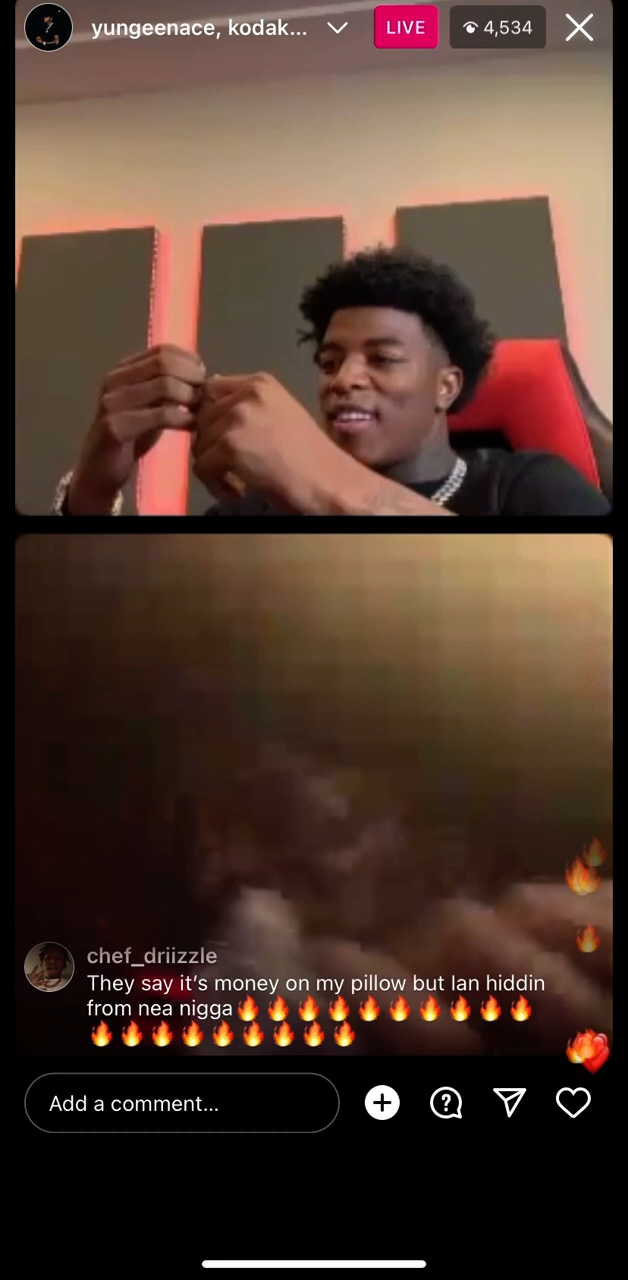 yungeenace, kodak...
LIVE
4,534
chef_driizzle
They say it’s money on my pillow but Ian hiddin
from nea nigga🔥🔥🔥🔥🔥🔥🔥🔥🔥🔥
🔥🔥🔥🔥🔥🔥🔥🔥🔥
Add a comment...